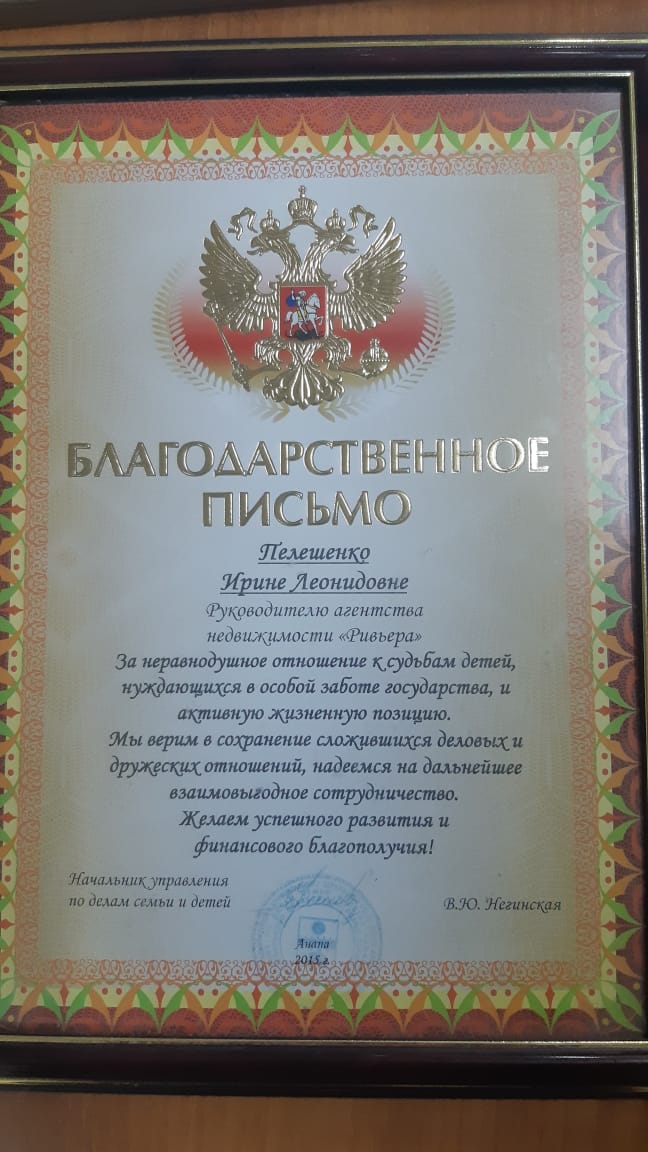 БЛАГОДАРСТВЕННОЕ
ПИСЬМО
Пелешенко
Ирине Леонидовне
Руководителю агентства
недвижимости «Ривьера»
За неравнодушное отношение к судьбам детей,
нуждающихся в особой заботе государства, и
активную жизненную позицию.
Мы верим в сохранение сложившихся деловых и
дружеских отношений, надеемся на дальнейшее
взаимовыгодное сотрудничество.
Желаем успешного развития и
финансового благополучия!
Начальник управления
по делам семьи и детей
В.Ю. Негинская
Анапа
2015 г.